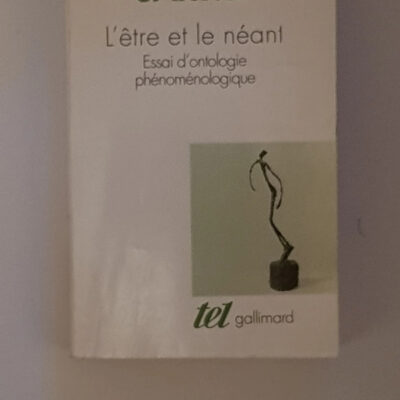 L'être et le néant
Essai d'ontologie
phénoménologique
tel gallimard